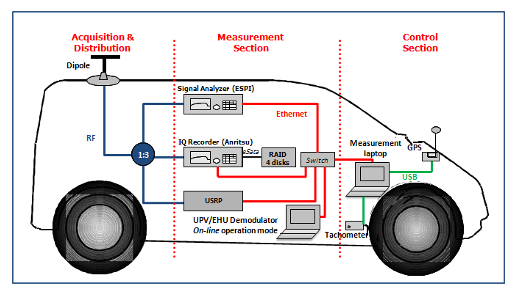 Acquisition &
Distribution
Measurement
Section
Control
Section
Dipole
Signal Analyzer (ESPI)
Ethernet
RF
1:3
IQ Recorder (Anritsu)
eSata
RAID
4 disks
Switch
Measurement
laptop
GPS
USB
USRP
UPV/EHU Demodulator
On-line operation mode
Tachometer